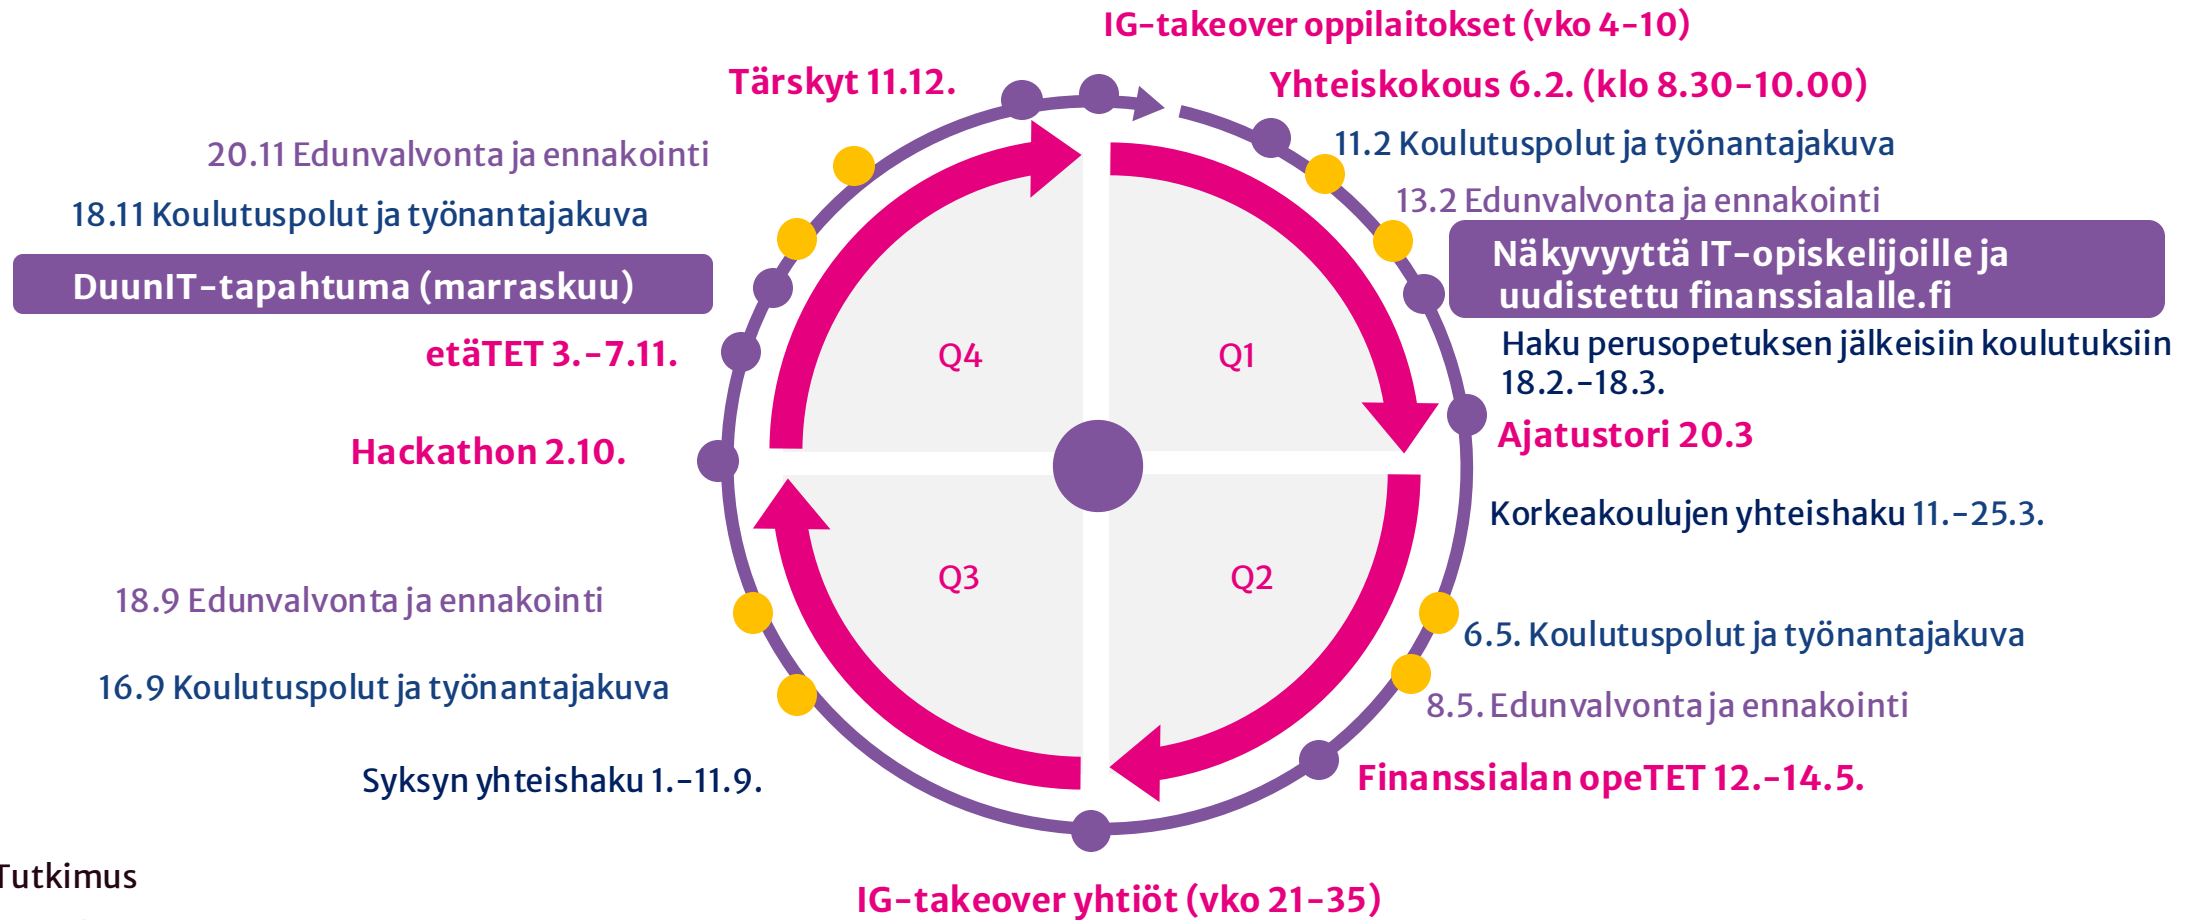 IG-takeover oppilaitokset (vko 4-10)
Tärskyt 11.12.
Yhteiskokous 6.2. (klo 8.30-10.00)
11.2 Koulutuspolut ja työnantajakuva
13.2 Edunvalvonta ja ennakointi
Näkyvyyttä IT-opiskelijoille ja
uudistettu finanssialalle.fi
Haku perusopetuksen jälkeisiin koulutuksiin
18.2.-18.3.
Ajatustori 20.3
Korkeakoulujen yhteishaku 11.-25.3.
6.5. Koulutuspolut ja työnantajakuva
8.5. Edunvalvonta ja ennakointi
Finanssialan opeTET 12.-14.5.
IG-takeover yhtiöt (vko 21-35)
Syksyn yhteishaku 1.-11.9.
16.9 Koulutuspolut ja työnantajakuva
18.9 Edunvalvonta ja ennakointi
Hackathon 2.10.
etäTET 3.-7.11.
DuunIT-tapahtuma (marraskuu)
18.11 Koulutuspolut ja työnantajakuva
20.11 Edunvalvonta ja ennakointi
Q4
Q1
Q3
Q2
Tutkimus